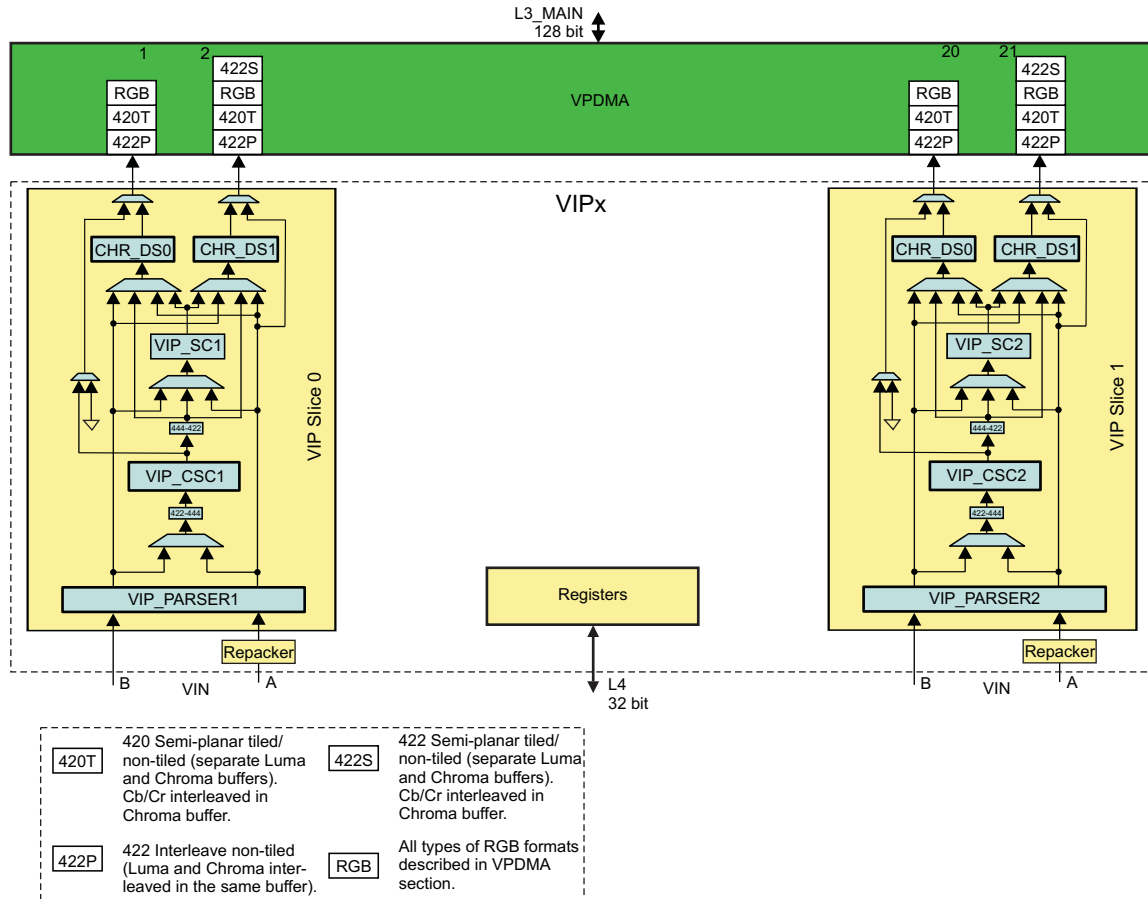 L3_MAIN
128 bit
1
2
20
21
422S
422S
RGB
RGB
RGB
RGB
VPDMA
420T
420T
420T
420T
422P
422P
422P
422P
VIPx
CHR_DS0
CHR_DS1
CHR_DS0
CHR_DS1
VIP_SC1
VIP_SC2
VIP Slice 0
VIP Slice 1
444-422
444-422
VIP_CSC1
VIP_CSC2
422-444
422-444
VIP_PARSER1
Registers
VIP_PARSER2
Repacker
Repacker
B
VIN
A
L4
32 bit
B
VIN
A
420T
420 Semi-planar tiled/
non-tiled (separate Luma
and Chroma buffers).
Cb/Cr interleaved in
Chroma buffer.
422S
422 Semi-planar tiled/
non-tiled (separate Luma
and Chroma buffers).
Cb/Cr interleaved in
Chroma buffer.
422P
422 Interleave non-tiled
(Luma and Chroma inter-
leaved in the same buffer).
RGB
All types of RGB formats
described in VPDMA
section.